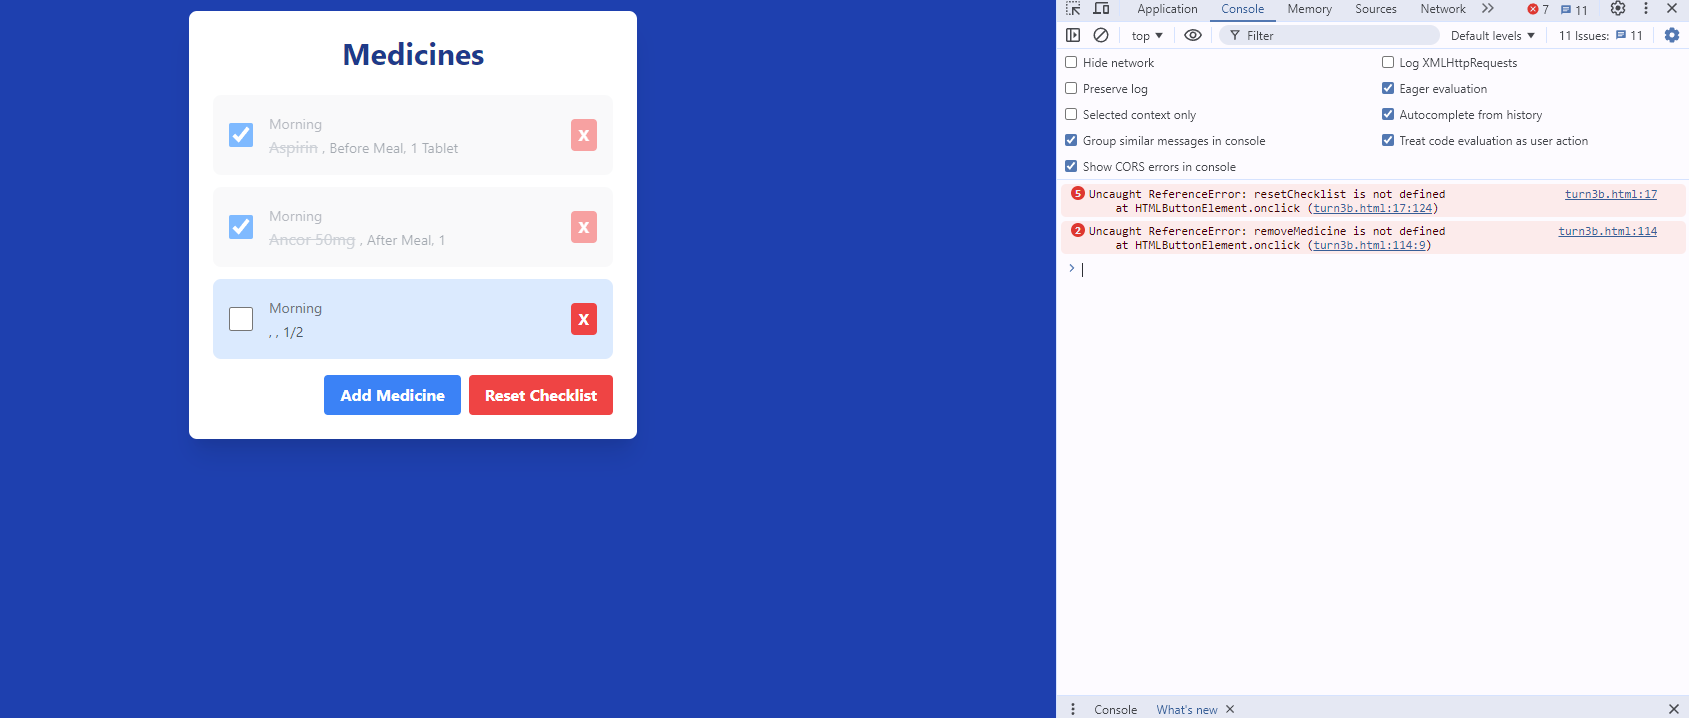 Medicines
Morning
Aspirin , Before Meal, 1 Tablet
X
Morning
Ancor 50mg , After Meal, 1
X
Morning
, , 1/2
X
Add Medicine
Reset Checklist
Application
Console
Memory
Sources
Network
7
11
top
Filter
Default levels
11 Issues:
11
Hide network
Log XMLHttpRequests
Preserve log
Eager evaluation
Selected context only
Autocomplete from history
Group similar messages in console
Treat code evaluation as user action
Show CORS errors in console
5 Uncaught ReferenceError: resetChecklist is not defined turn3b.html:17
at HTMLButtonElement.onclick (turn3b.html:17:124)
2 Uncaught ReferenceError: removeMedicine is not defined turn3b.html:114
at HTMLButtonElement.onclick (turn3b.html:114:9)
Console
What's new